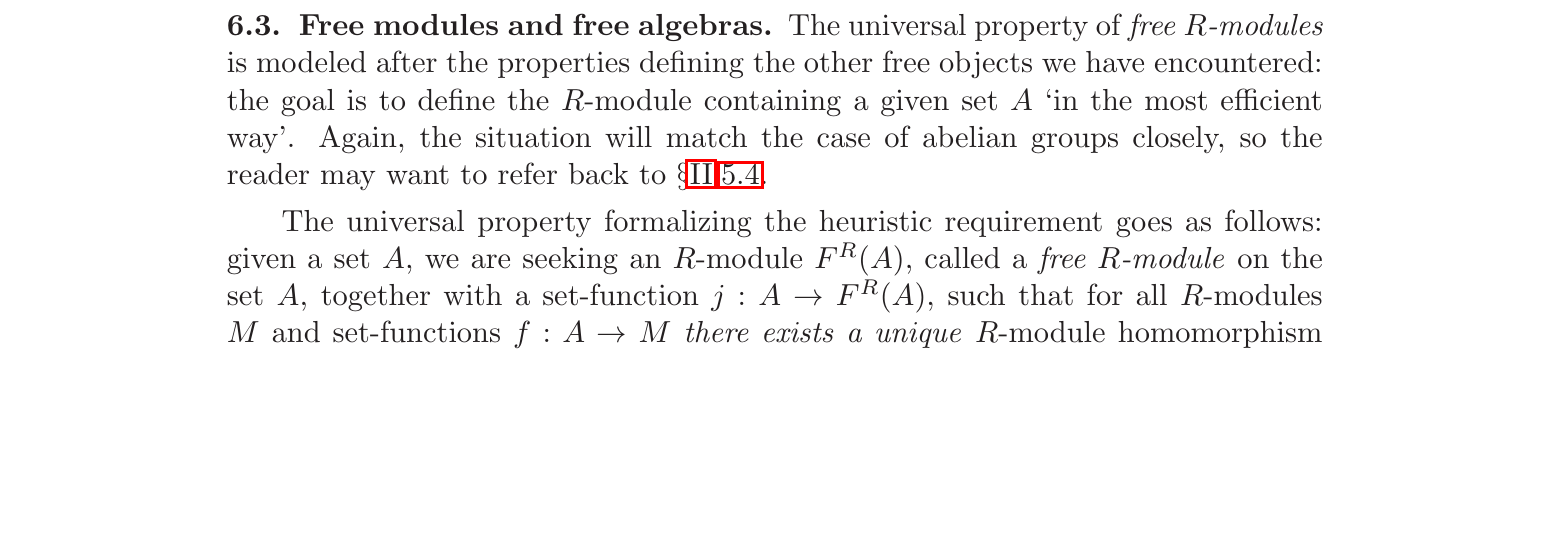 6.3. Free modules and free algebras. The universal property of free R-modules
is modeled after the properties defining the other free objects we have encountered:
the goal is to define the R-module containing a given set A ‘in the most efficient
way’. Again, the situation will match the case of abelian groups closely, so the
reader may want to refer back to §II.5.4.
The universal property formalizing the heuristic requirement goes as follows:
given a set A, we are seeking an R-module F^R(A), called a free R-module on the
set A, together with a set-function j : A → F^R(A), such that for all R-modules
M and set-functions f : A → M there exists a unique R-module homomorphism